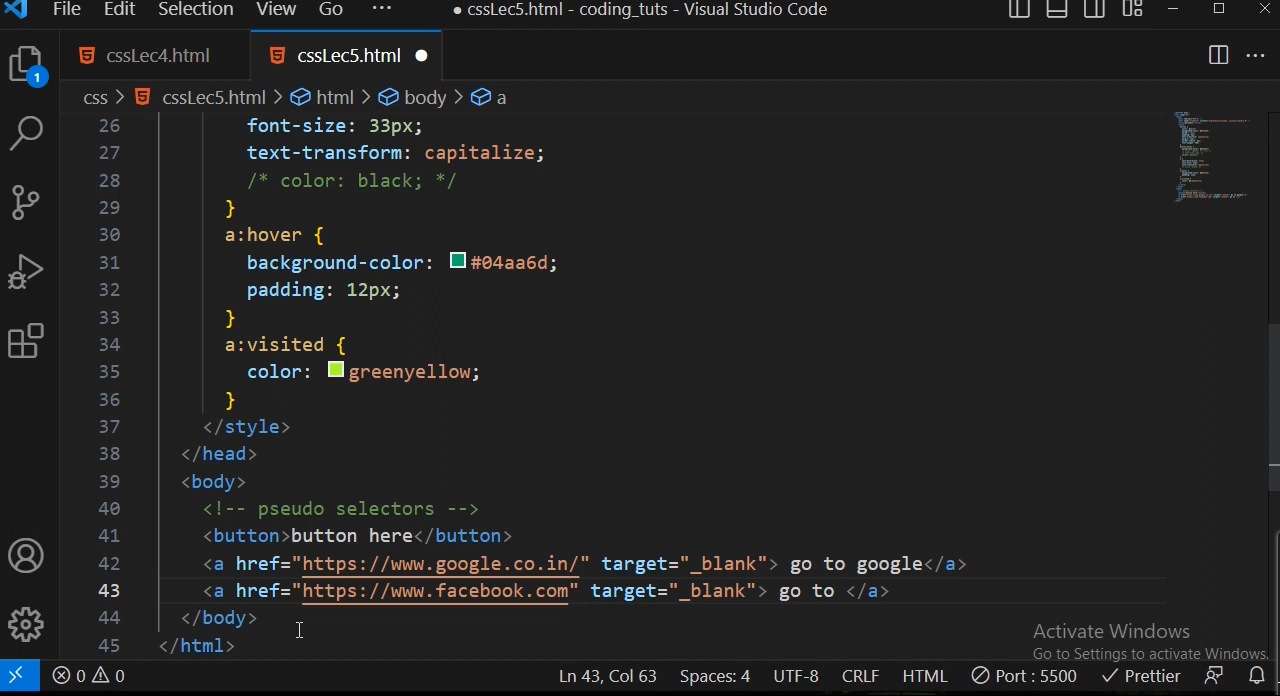 File Edit Selection View Go ··· ● cssLec5.html - coding_tuts - Visual Studio Code
cssLec4.html cssLec5.html ●
css > cssLec5.html > html > body > a
1
26 font-size: 33px;
27 text-transform: capitalize;
28 /* color: black; */
29 }
30 a:hover {
31 background-color: #04aa6d;
32 padding: 12px;
33 }
34 a:visited {
35 color: greenyellow;
36 }
37 </style>
38 </head>
39 <body>
40 <!-- pseudo selectors -->
41 <button>button here</button>
42 <a href="https://www.google.co.in/" target="_blank"> go to google</a>
43 <a href="https://www.facebook.com" target="_blank"> go to </a>
44 </body>
45 </html>
Activate Windows
Go to Settings to activate Windows.
0 0 Ln 43, Col 63 Spaces: 4 UTF-8 CRLF HTML Port : 5500 Prettier